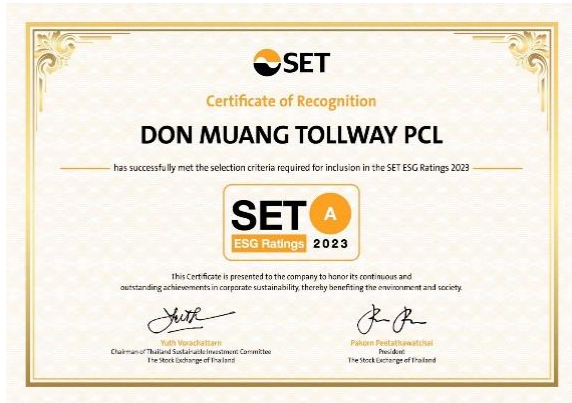 SET
Certificate of Recognition
DON MUANG TOLLWAY PCL
has successfully met the selection criteria required for inclusion in the SET ESG Ratings 2023
SET A
ESG Ratings 2023
This Certificate is presented to the company to honor its continuous and
outstanding achievements in corporate sustainability, thereby benefiting the environment and society.
Yuth Vorachattarn Pakorn Peetathawatchai
Chairman of Thailand Sustainable Investment Committee President
The Stock Exchange of Thailand The Stock Exchange of Thailand